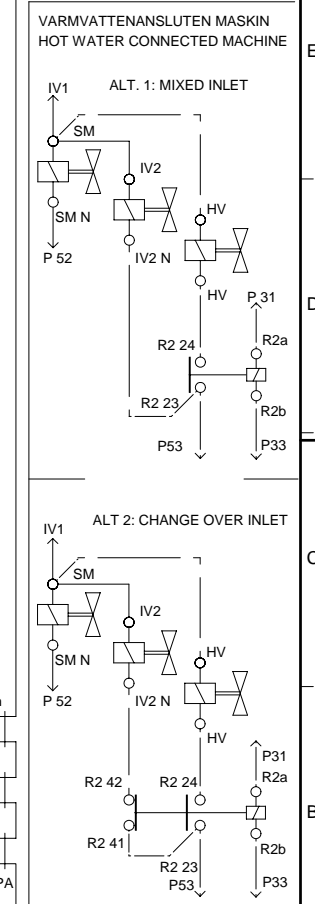 VARMVATTENANSLUTEN MASKIN
HOT WATER CONNECTED MACHINE
E
IV1
ALT. 1: MIXED INLET
SM
IV2
SM N
HV
P 52
IV2 N
HV
P 31
D
R2 24
R2a
R2 23
R2b
P53
P33
ALT 2: CHANGE OVER INLET
IV1
C
SM
IV2
SM N
HV
P 52
IV2 N
HV
P31
R2 42
R2 24
R2a
B
R2 41
R2b
R2 23
P53
P33
PA